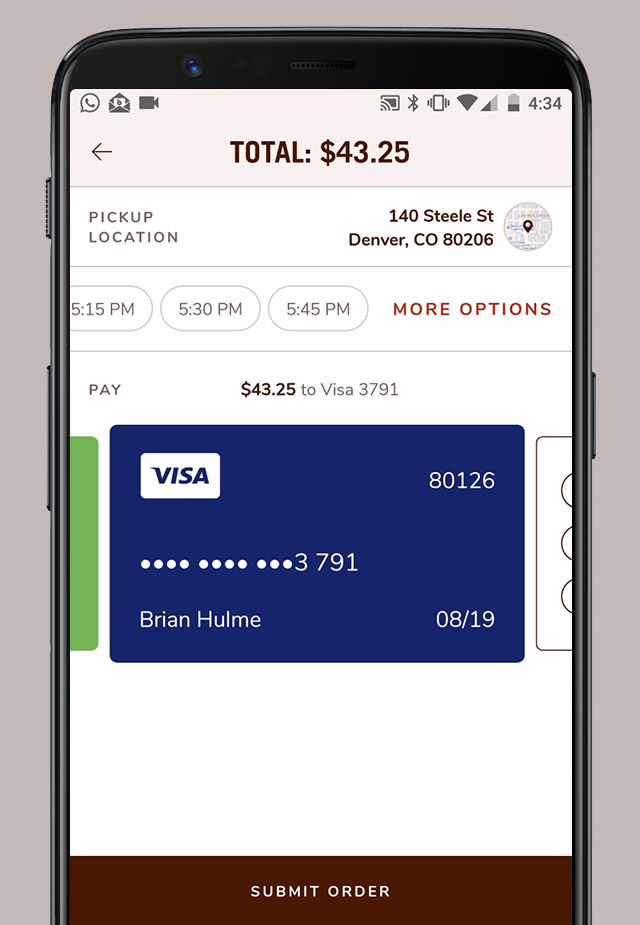 4:34
TOTAL: $43.25
PICKUP
LOCATION
140 Steele St
Denver, CO 80206
5:15 PM
5:30 PM
5:45 PM
MORE OPTIONS
PAY
$43.25 to Visa 3791
VISA
80126
•••• •••• •••3 791
Brian Hulme
08/19
SUBMIT ORDER